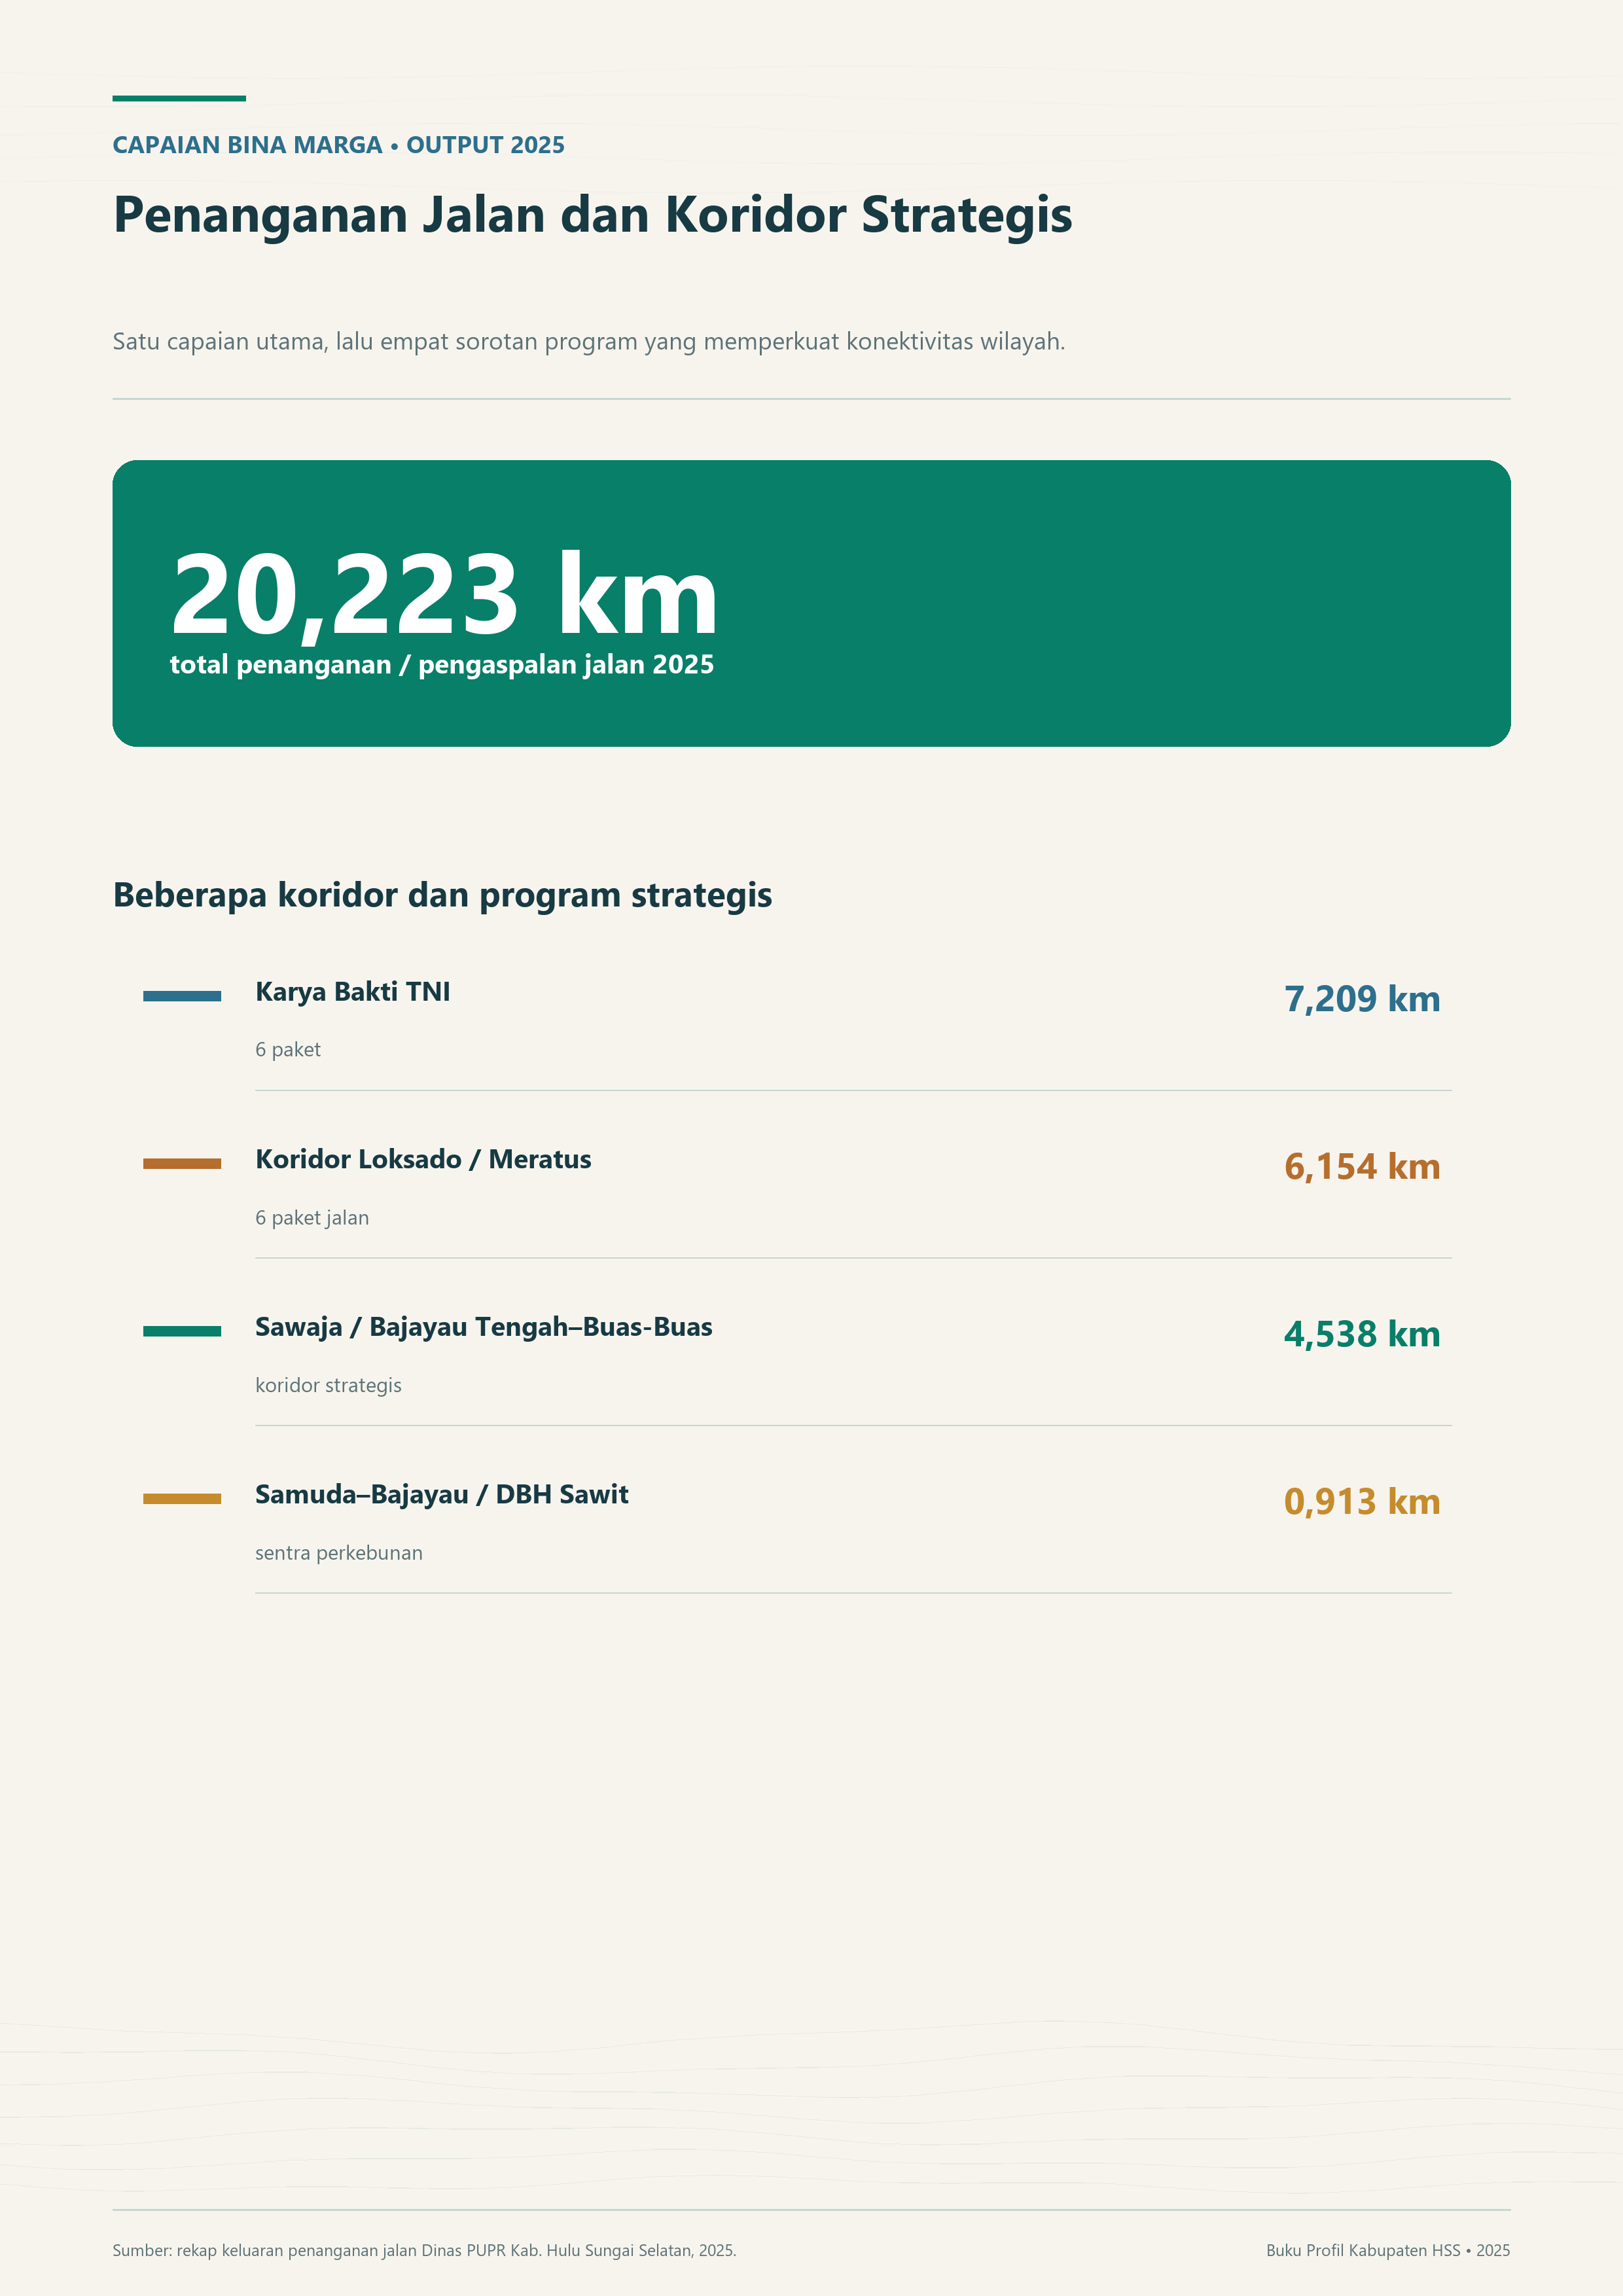 CAPAIAN BINA MARGA • OUTPUT 2025
Penanganan Jalan dan Koridor Strategis
Satu capaian utama, lalu empat sorotan program yang memperkuat konektivitas wilayah.
20,223 km
total penanganan / pengaspalan jalan 2025
Beberapa koridor dan program strategis
Karya Bakti TNI
7,209 km
6 paket
Koridor Loksado / Meratus
6,154 km
6 paket jalan
Sawaja / Bajayau Tengah–Buas-Buas
4,538 km
koridor strategis
Samuda–Bajayau / DBH Sawit
0,913 km
sentra perkebunan
Sumber: rekap keluaran penanganan jalan Dinas PUPR Kab. Hulu Sungai Selatan, 2025.
Buku Profil Kabupaten HSS • 2025